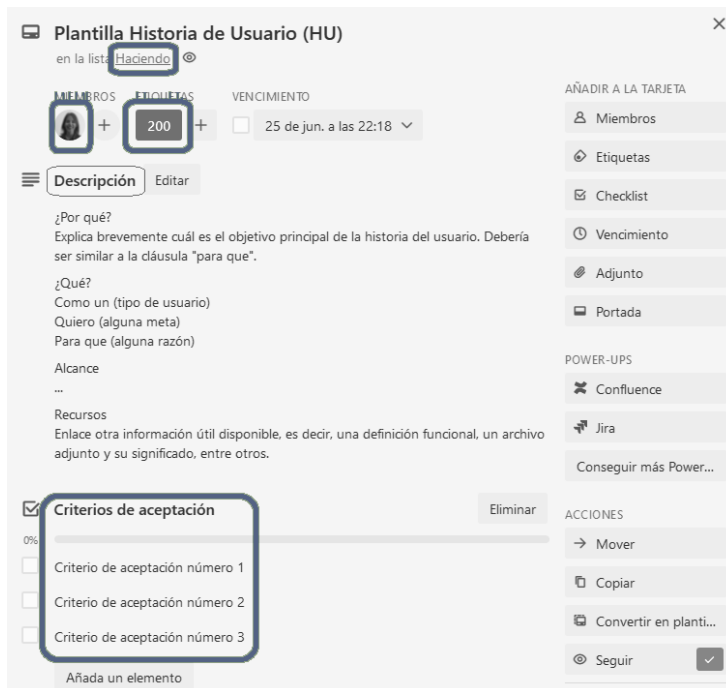 Plantilla Historia de Usuario (HU)
en la lista Haciendo
MIEMBROS ETIQUETAS VENCIMIENTO
200
25 de jun. a las 22:18
Descripción Editar
¿Por qué?
Explica brevemente cuál es el objetivo principal de la historia del usuario. Debería
ser similar a la cláusula "para que".
¿Qué?
Como un (tipo de usuario)
Quiero (alguna meta)
Para que (alguna razón)
Alcance
...
Recursos
Enlace otra información útil disponible, es decir, una definición funcional, un archivo
adjunto y su significado, entre otros.
Criterios de aceptación Eliminar
0%
Criterio de aceptación número 1
Criterio de aceptación número 2
Criterio de aceptación número 3
Añada un elemento
AÑADIR A LA TARJETA
Miembros
Etiquetas
Checklist
Vencimiento
Adjunto
Portada
POWER-UPS
Confluence
Jira
Conseguir más Power...
ACCIONES
Mover
Copiar
Convertir en planti...
Seguir